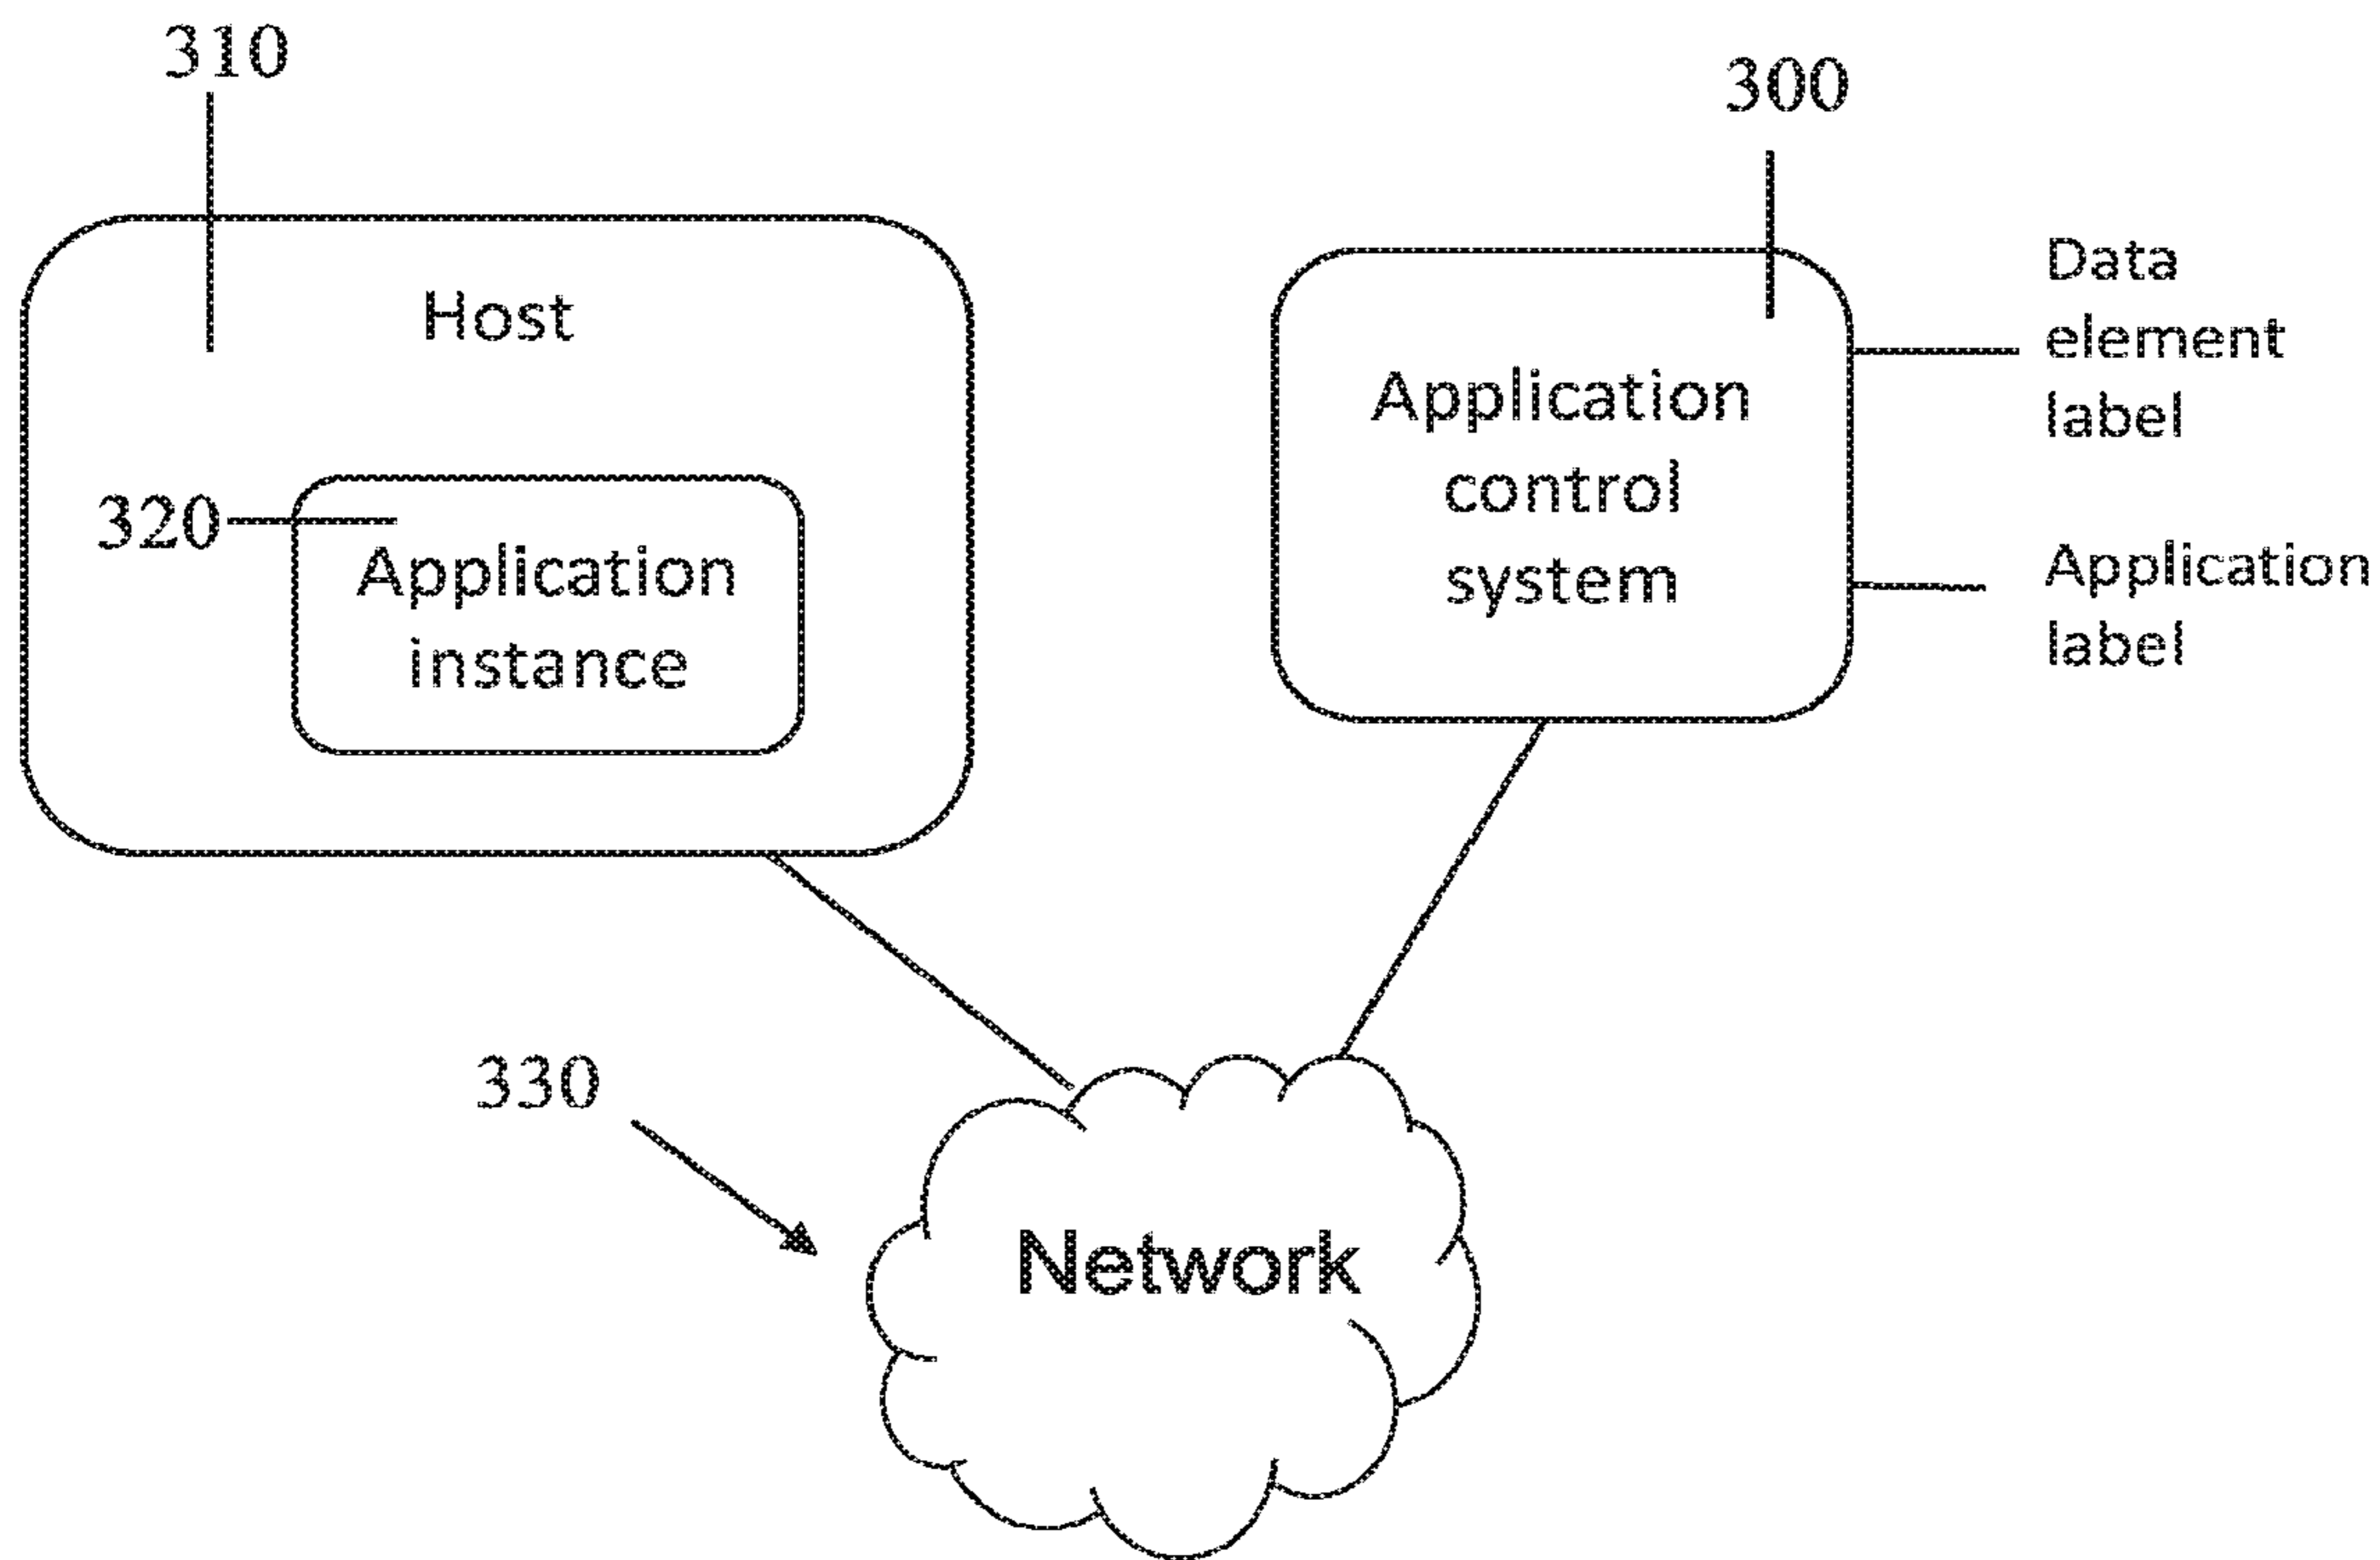 310
300
Host
320
Application
instance
Application
control
system
Data
element
label
Application
label
330
Network